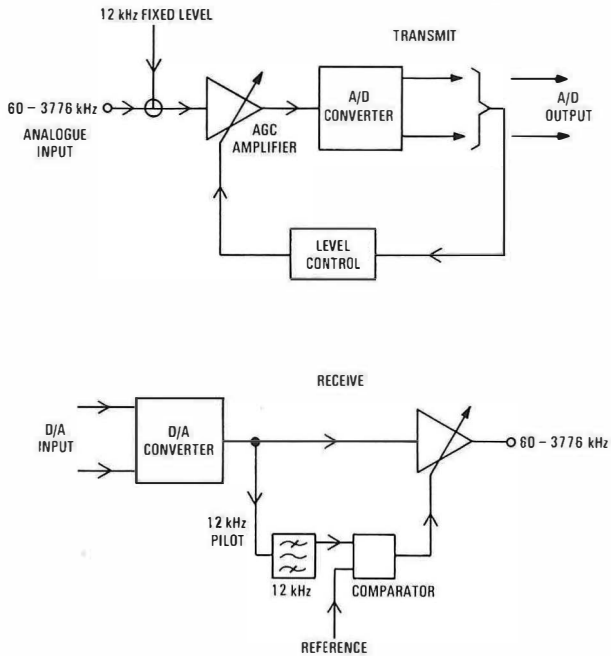 12 kHz FIXED LEVEL
TRANSMIT
60 – 3776 kHz
ANALOGUE
INPUT
AGC
AMPLIFIER
A/D
CONVERTER
A/D
OUTPUT
LEVEL
CONTROL
RECEIVE
D/A
INPUT
D/A
CONVERTER
60 – 3776 kHz
12 kHz
PILOT
12 kHz
COMPARATOR
REFERENCE